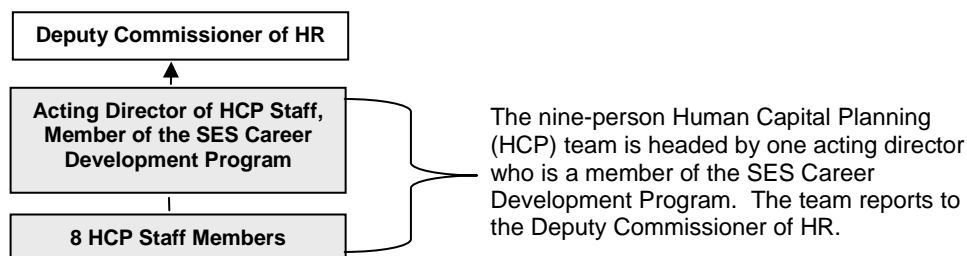 Deputy Commissioner of HR
Acting Director of HCP Staff,
Member of the SES Career
Development Program
8 HCP Staff Members
The nine-person Human Capital Planning
(HCP) team is headed by one acting director
who is a member of the SES Career
Development Program.  The team reports to
the Deputy Commissioner of HR.